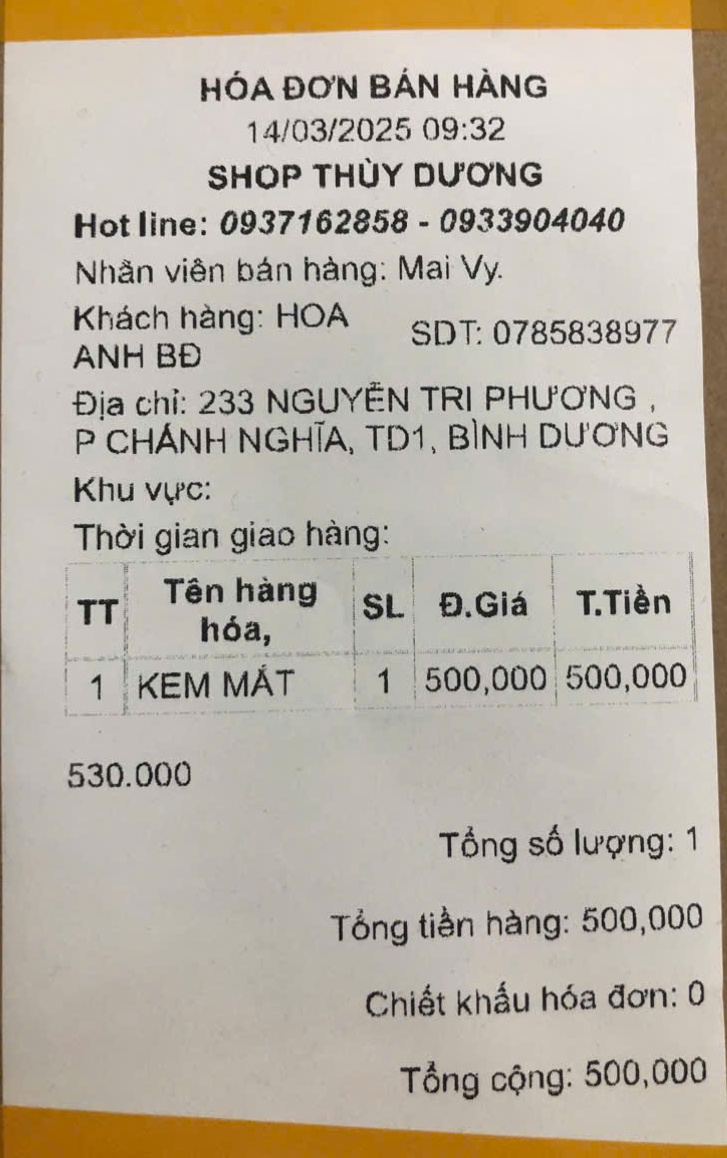 HÓA ĐƠN BÁN HÀNG
14/03/2025 09:32
SHOP THÙY DƯƠNG
Hot line: 0937162858 - 0933904040
Nhân viên bán hàng: Mai Vy.
Khách hàng: HOA ANH BĐ SDT: 0785838977
Địa chỉ: 233 NGUYỄN TRI PHƯƠNG ,
P CHÁNH NGHĨA, TD1, BÌNH DƯƠNG
Khu vực:
Thời gian giao hàng:
TT Tên hàng hóa, SL Đ.Giá T.Tiền
1 KEM MẮT 1 500,000 500,000
530.000
Tổng số lượng: 1
Tổng tiền hàng: 500,000
Chiết khấu hóa đơn: 0
Tổng cộng: 500,000